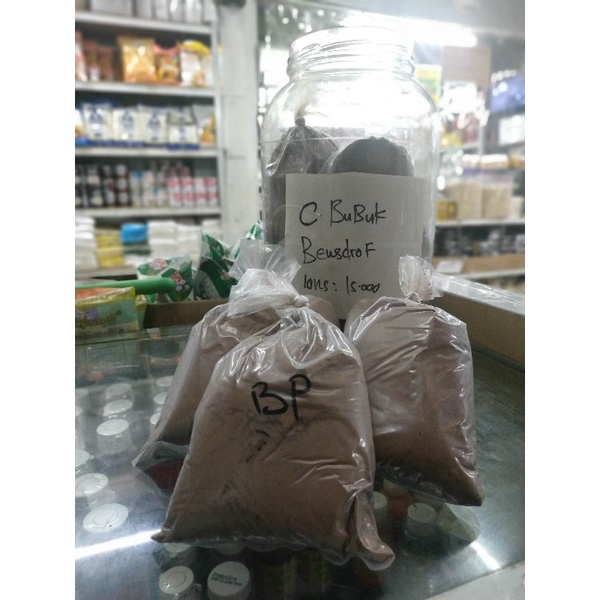 C. BuBuk
Bensdrof
1ons : 15.000
BP